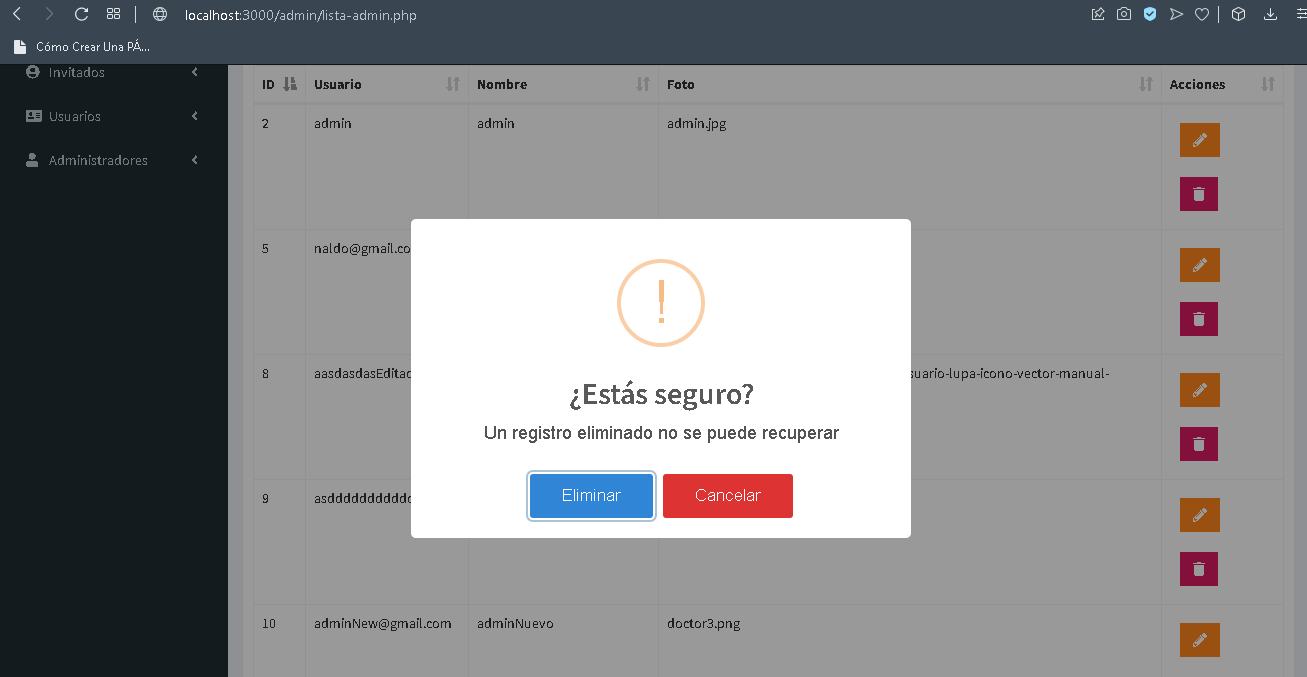 localhost:3000/admin/lista-admin.php
Cómo Crear Una PÁ...
Invitados
Usuarios
Administradores
ID Usuario Nombre Foto Acciones
2 admin admin admin.jpg
5 naldo@gmail.co
8 aasdasdasEditad suario-lupa-icono-vector-manual-
9
10 adminNew@gmail.com adminNuevo doctor3.png
!
¿Estás seguro?
Un registro eliminado no se puede recuperar
Eliminar Cancelar